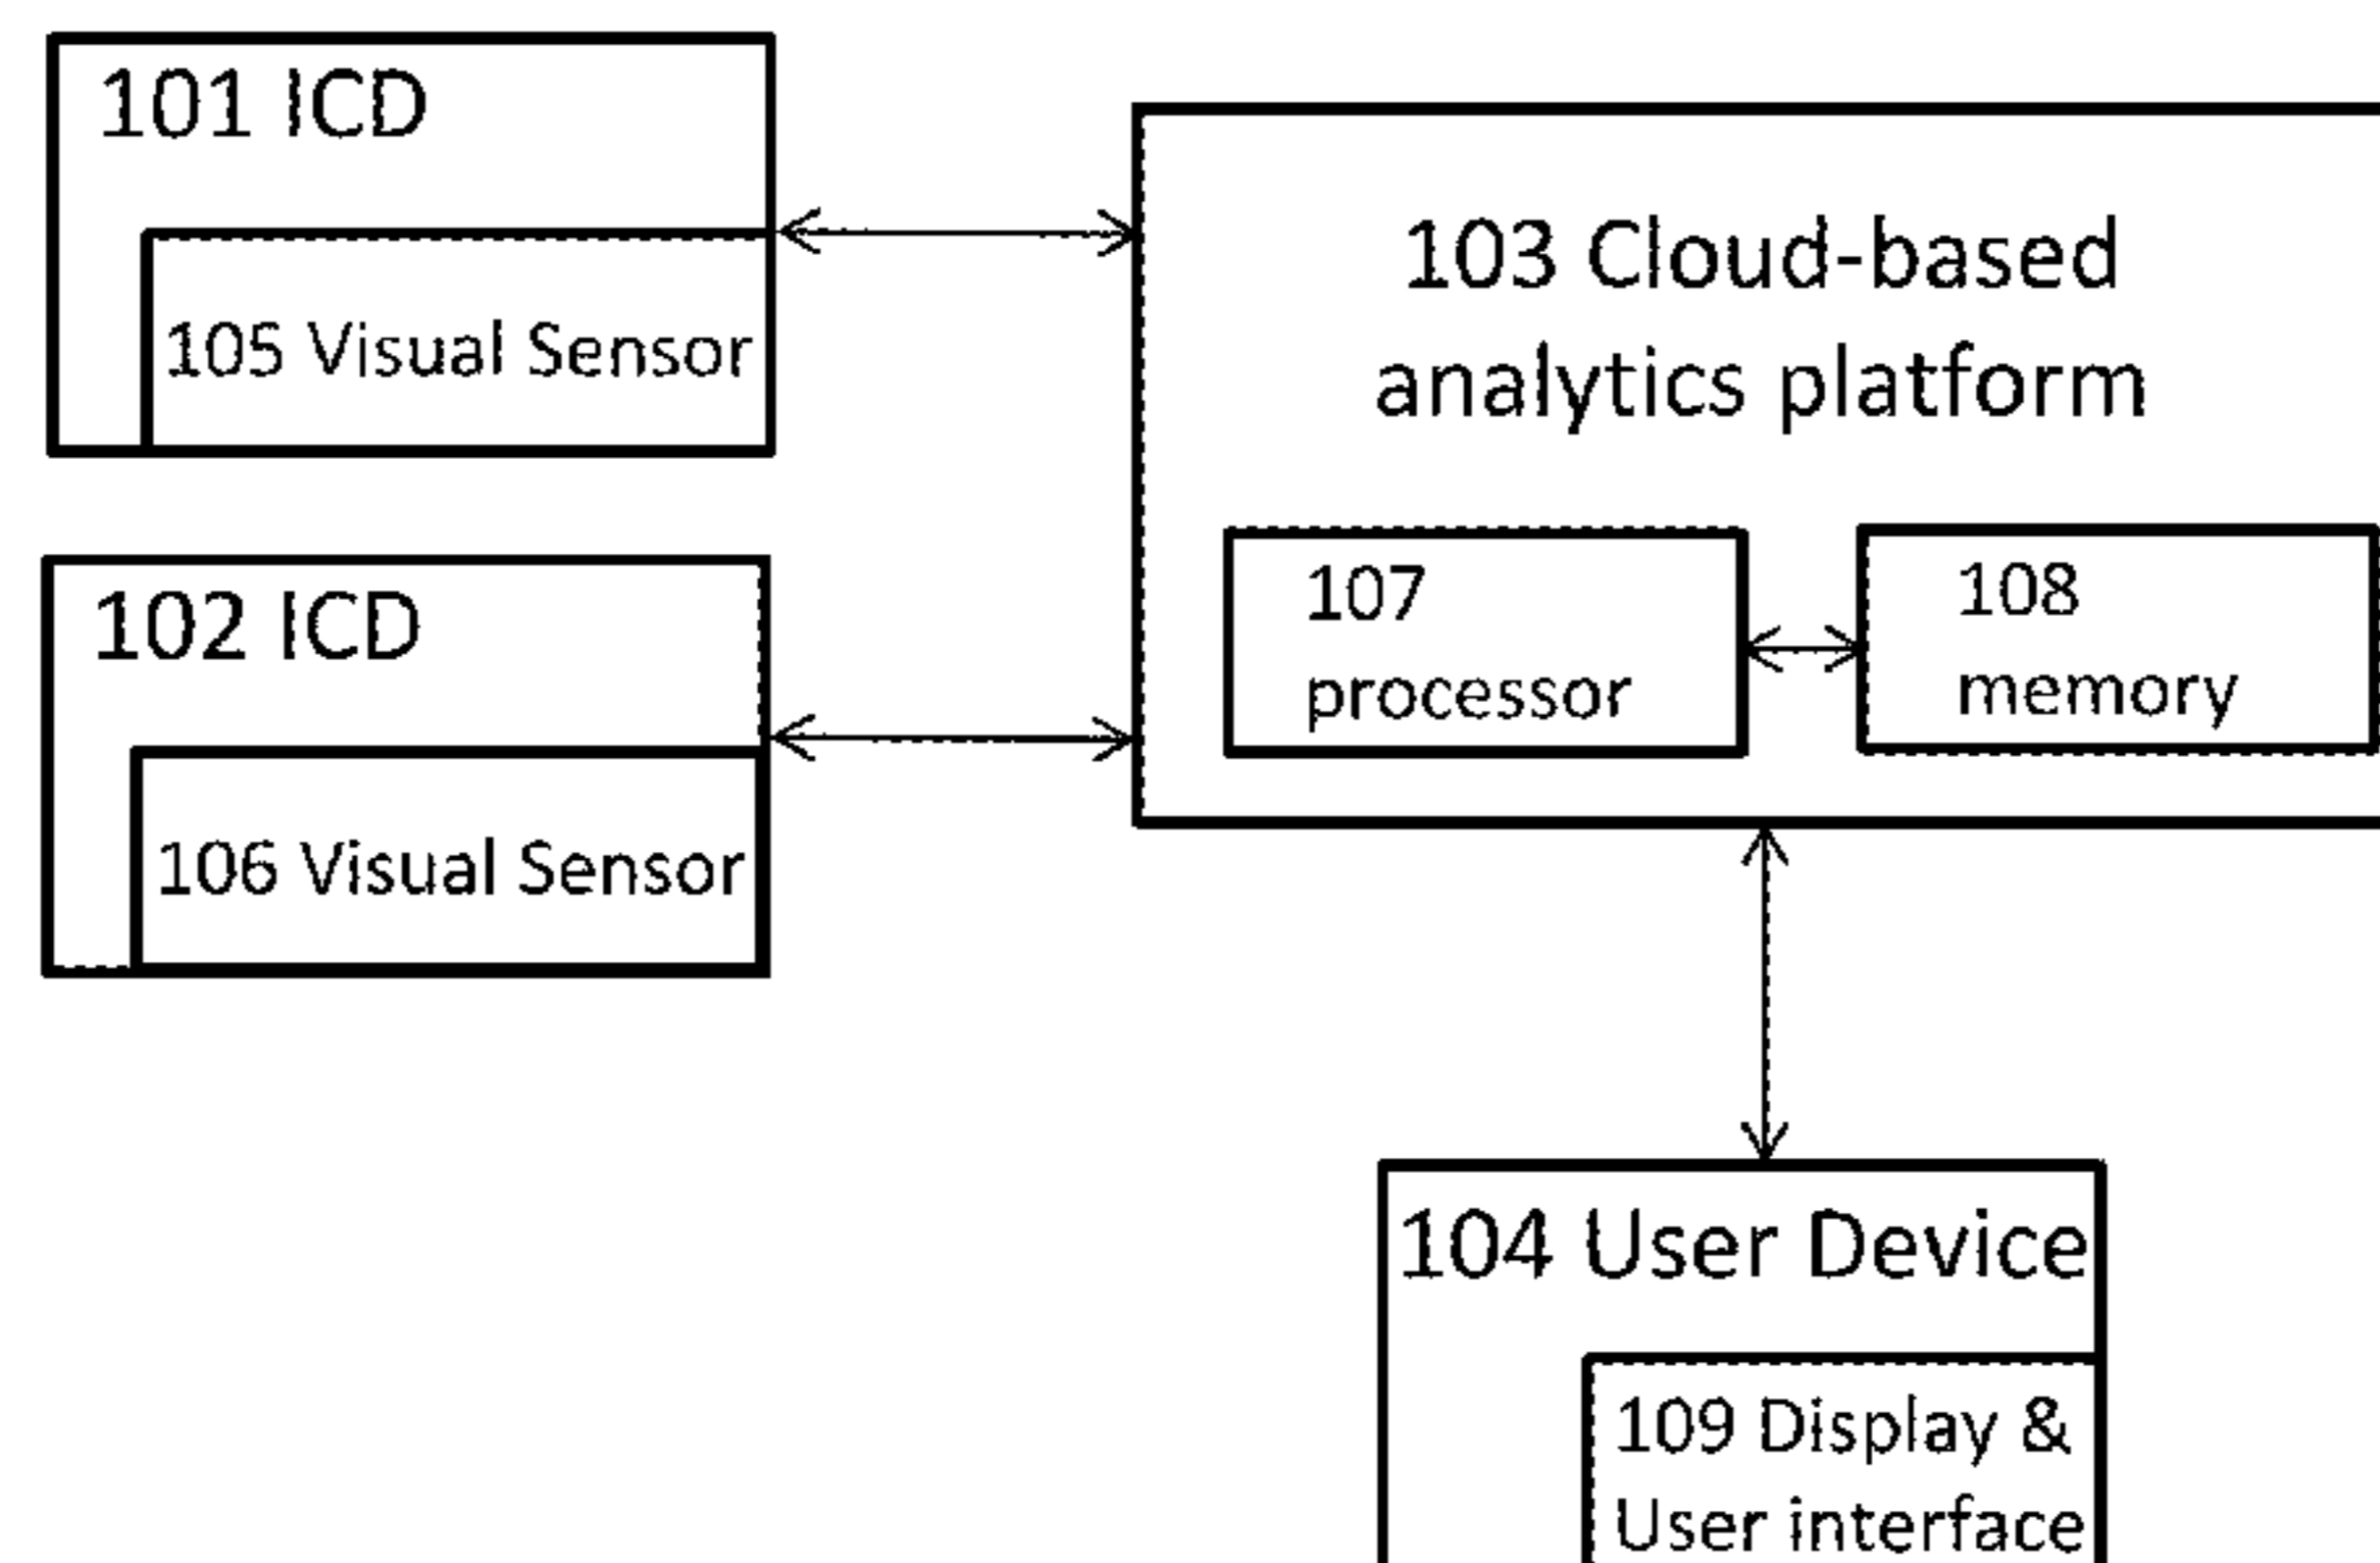 101 ICD
105 Visual Sensor
102 ICD
106 Visual Sensor
103 Cloud-based
analytics platform
107
processor
108
memory
104 User Device
109 Display &
User interface